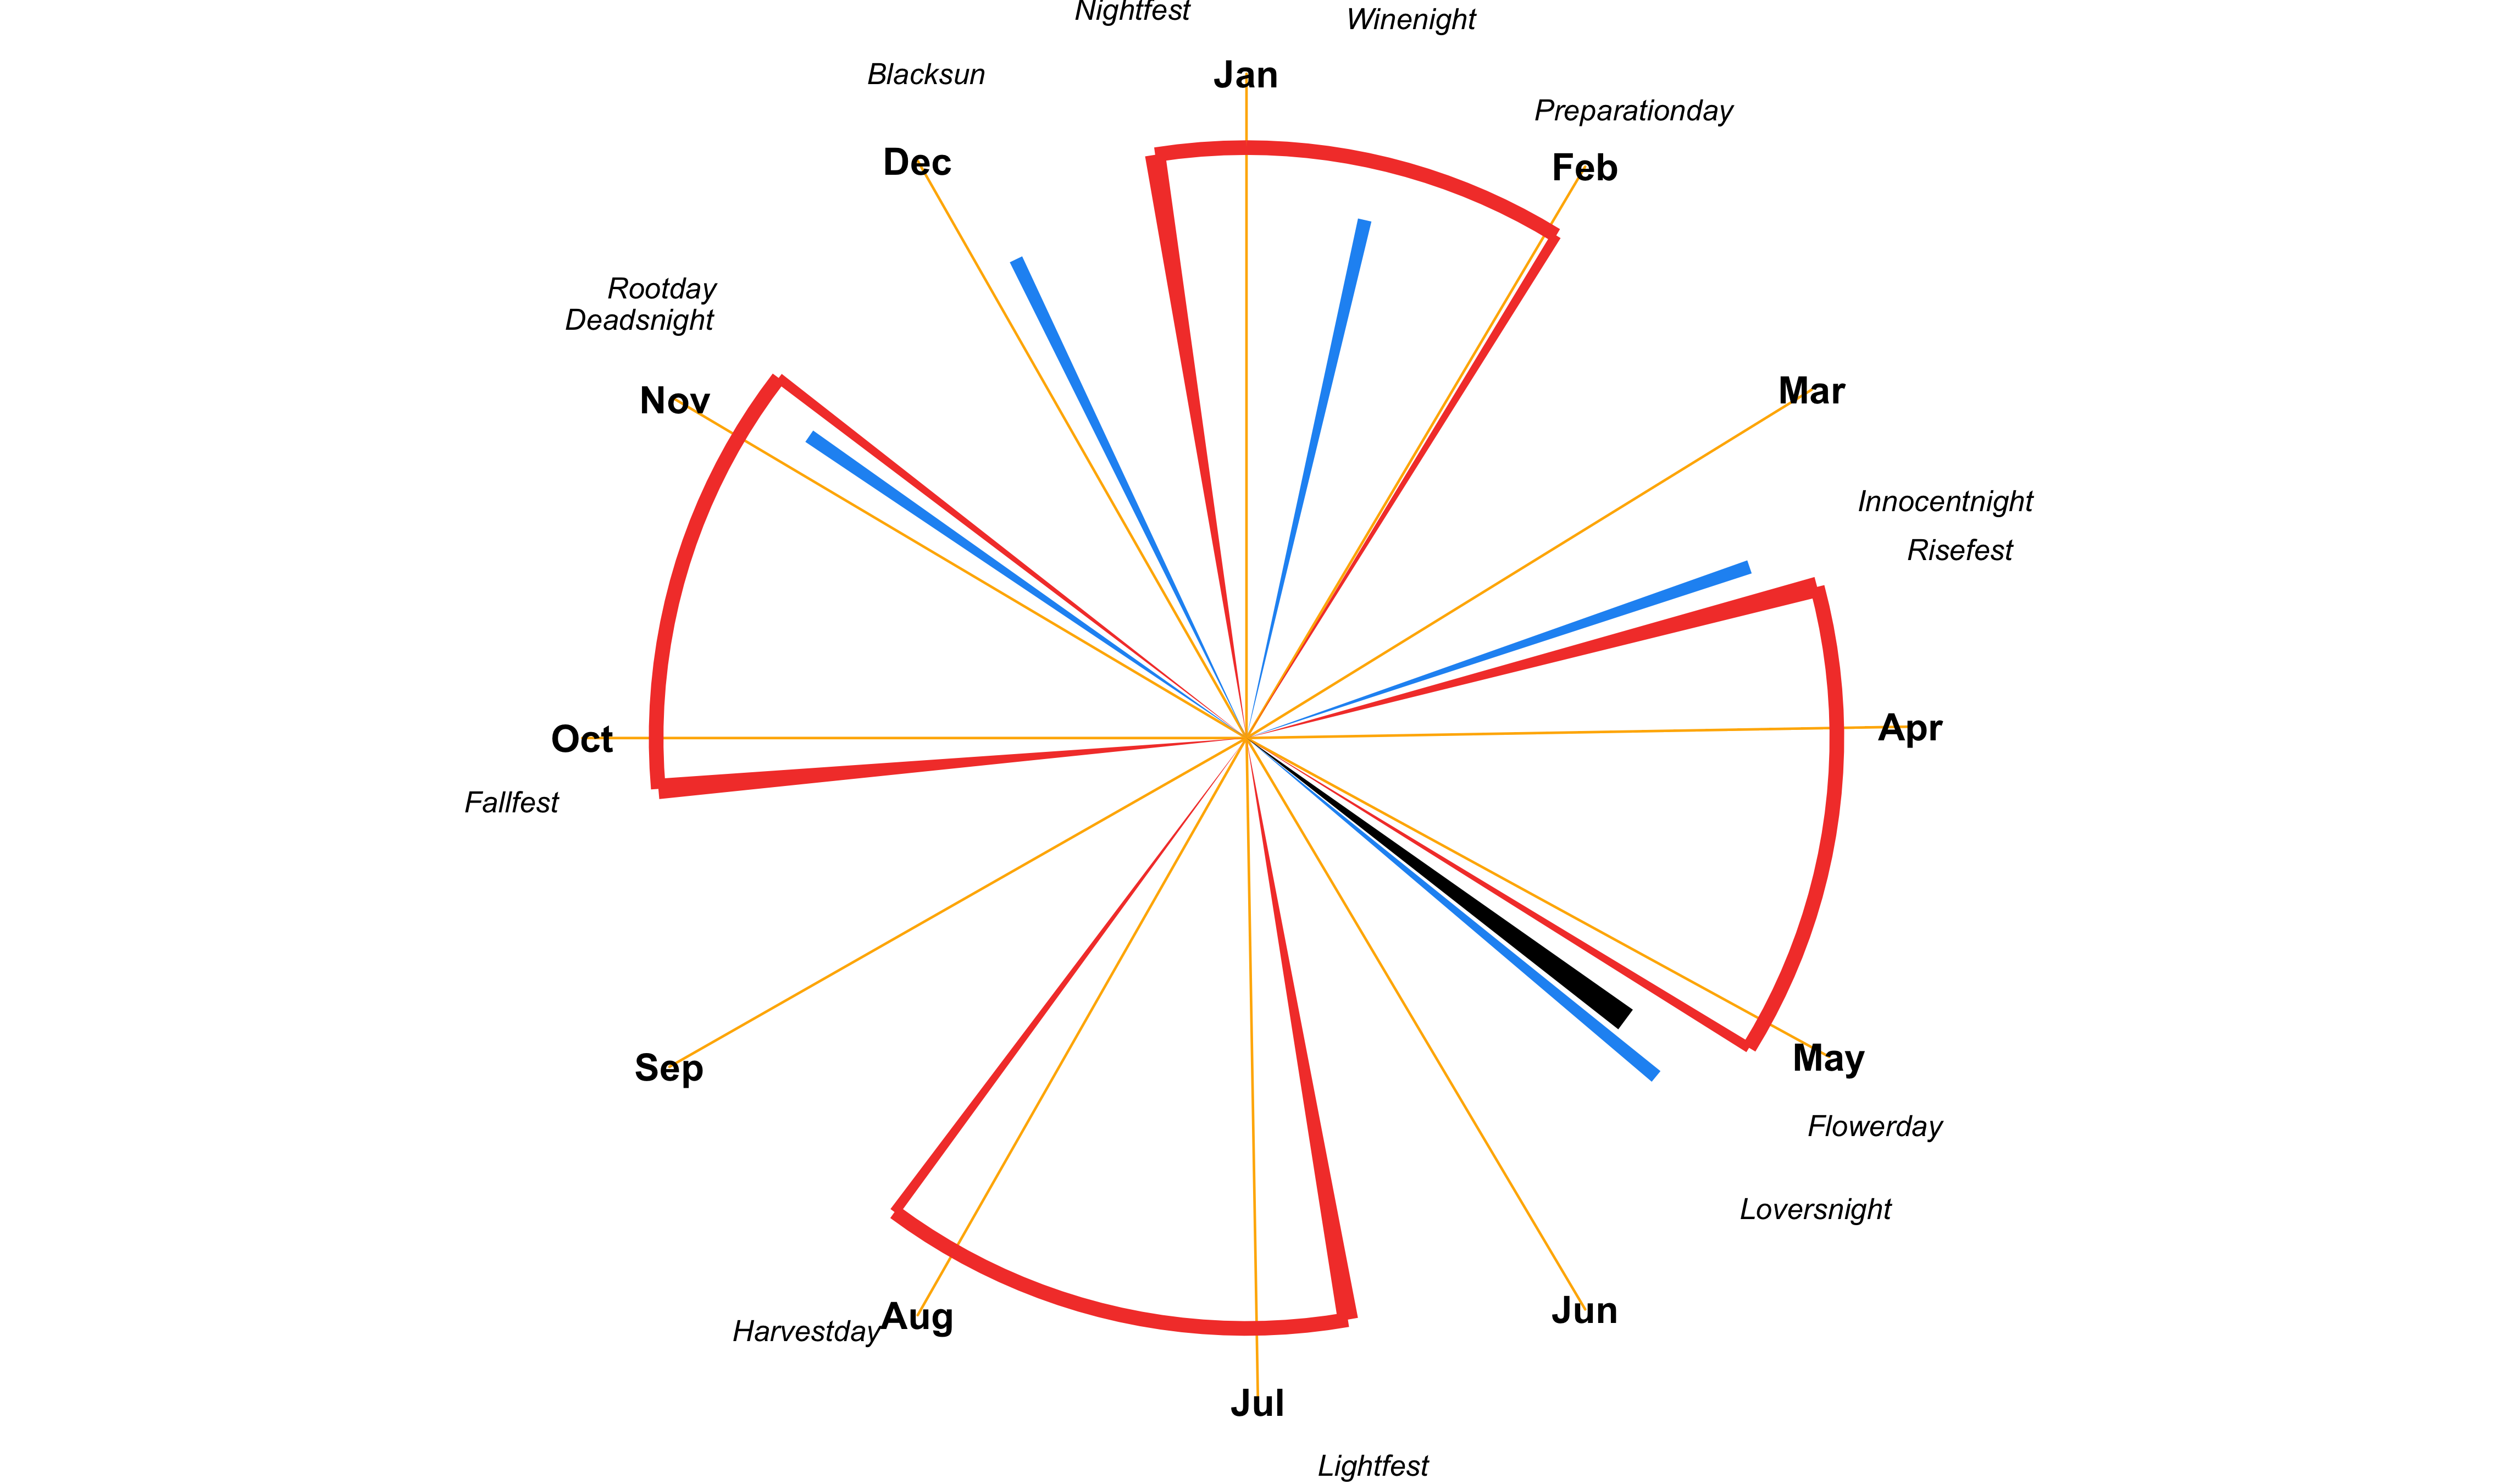 Nightfest
Winenight
Blacksun
Jan
Preparationday
Dec
Feb
Rootday
Deadsnight
Nov
Mar
Innocentnight
Risefest
Oct
Apr
Fallfest
Sep
May
Flowerday
Loversnight
Harvestday
Aug
Jun
Jul
Lightfest